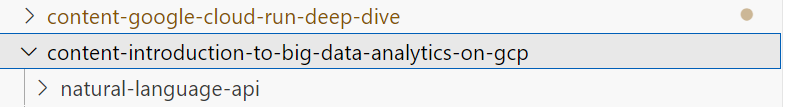 content-google-cloud-run-deep-dive
content-introduction-to-big-data-analytics-on-gcp
natural-language-api